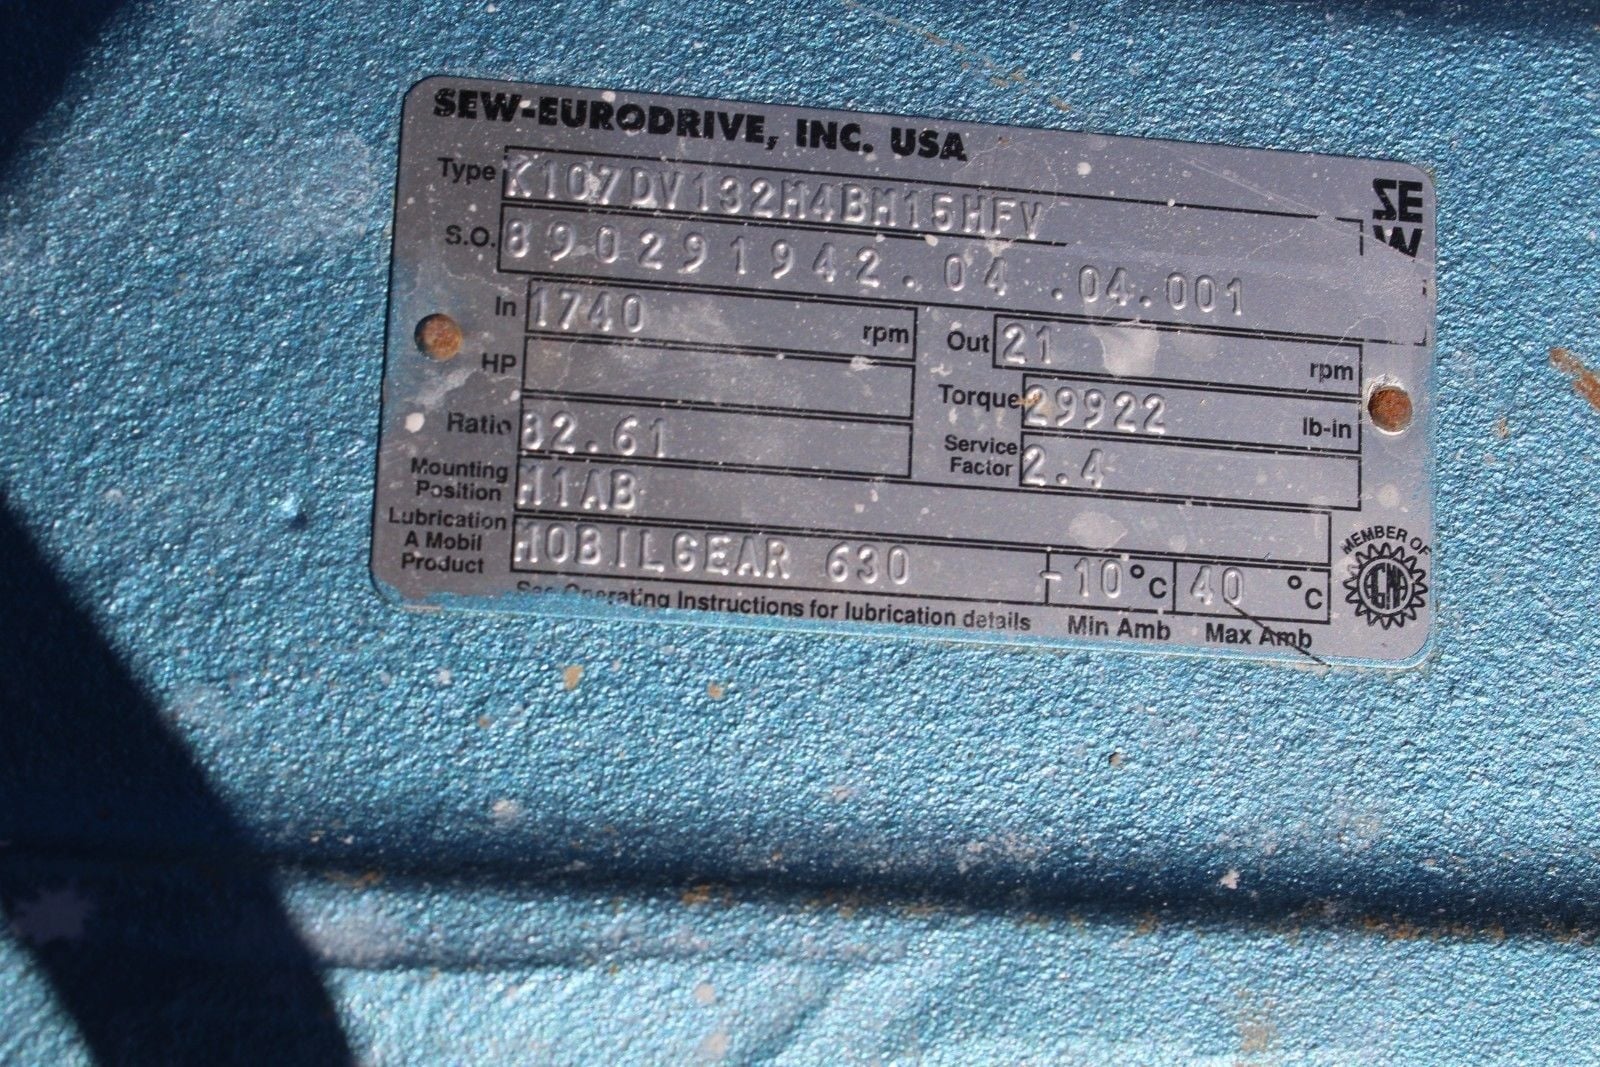 SEW-EURODRIVE, INC. USA
SEW
Type K107DV132M4BM15HFV
S.O. 890291942.04 .04.001
In 1740 rpm Out 21 rpm
HP
Torque 29922 lb-in
Ratio 82.61
Service Factor 2.4
Mounting Position M1AB
Lubrication A Mobil Product MOBILGEAR 630 -10 °C 40 °C
See Operating Instructions for lubrication details Min Amb Max Amb
MEMBER OF
AGMA